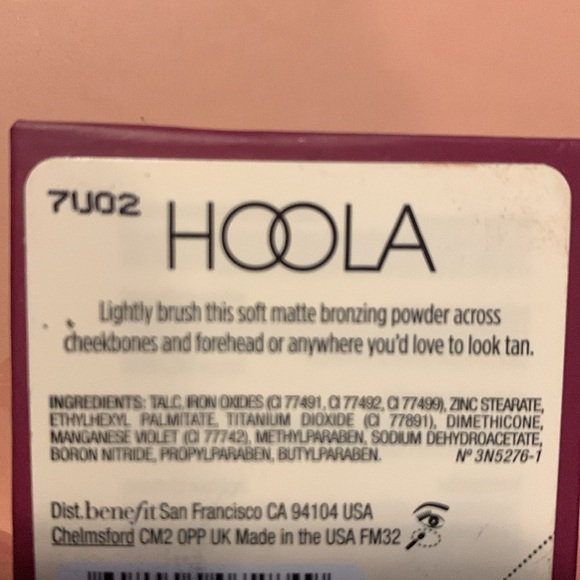 7U02
HOOLA
Lightly brush this soft matte bronzing powder across
cheekbones and forehead or anywhere you'd love to look tan.
INGREDIENTS: TALC, IRON OXIDES (CI 77491, CI 77492, CI 77499), ZINC STEARATE,
ETHYLHEXYL PALMITATE, TITANIUM DIOXIDE (CI 77891), DIMETHICONE,
MANGANESE VIOLET (CI 77742), METHYLPARABEN, SODIUM DEHYDROACETATE,
BORON NITRIDE, PROPYLPARABEN, BUTYLPARABEN. Nº 3N5276-1
Dist. benefit San Francisco CA 94104 USA
Chelmsford CM2 0PP UK Made in the USA FM32